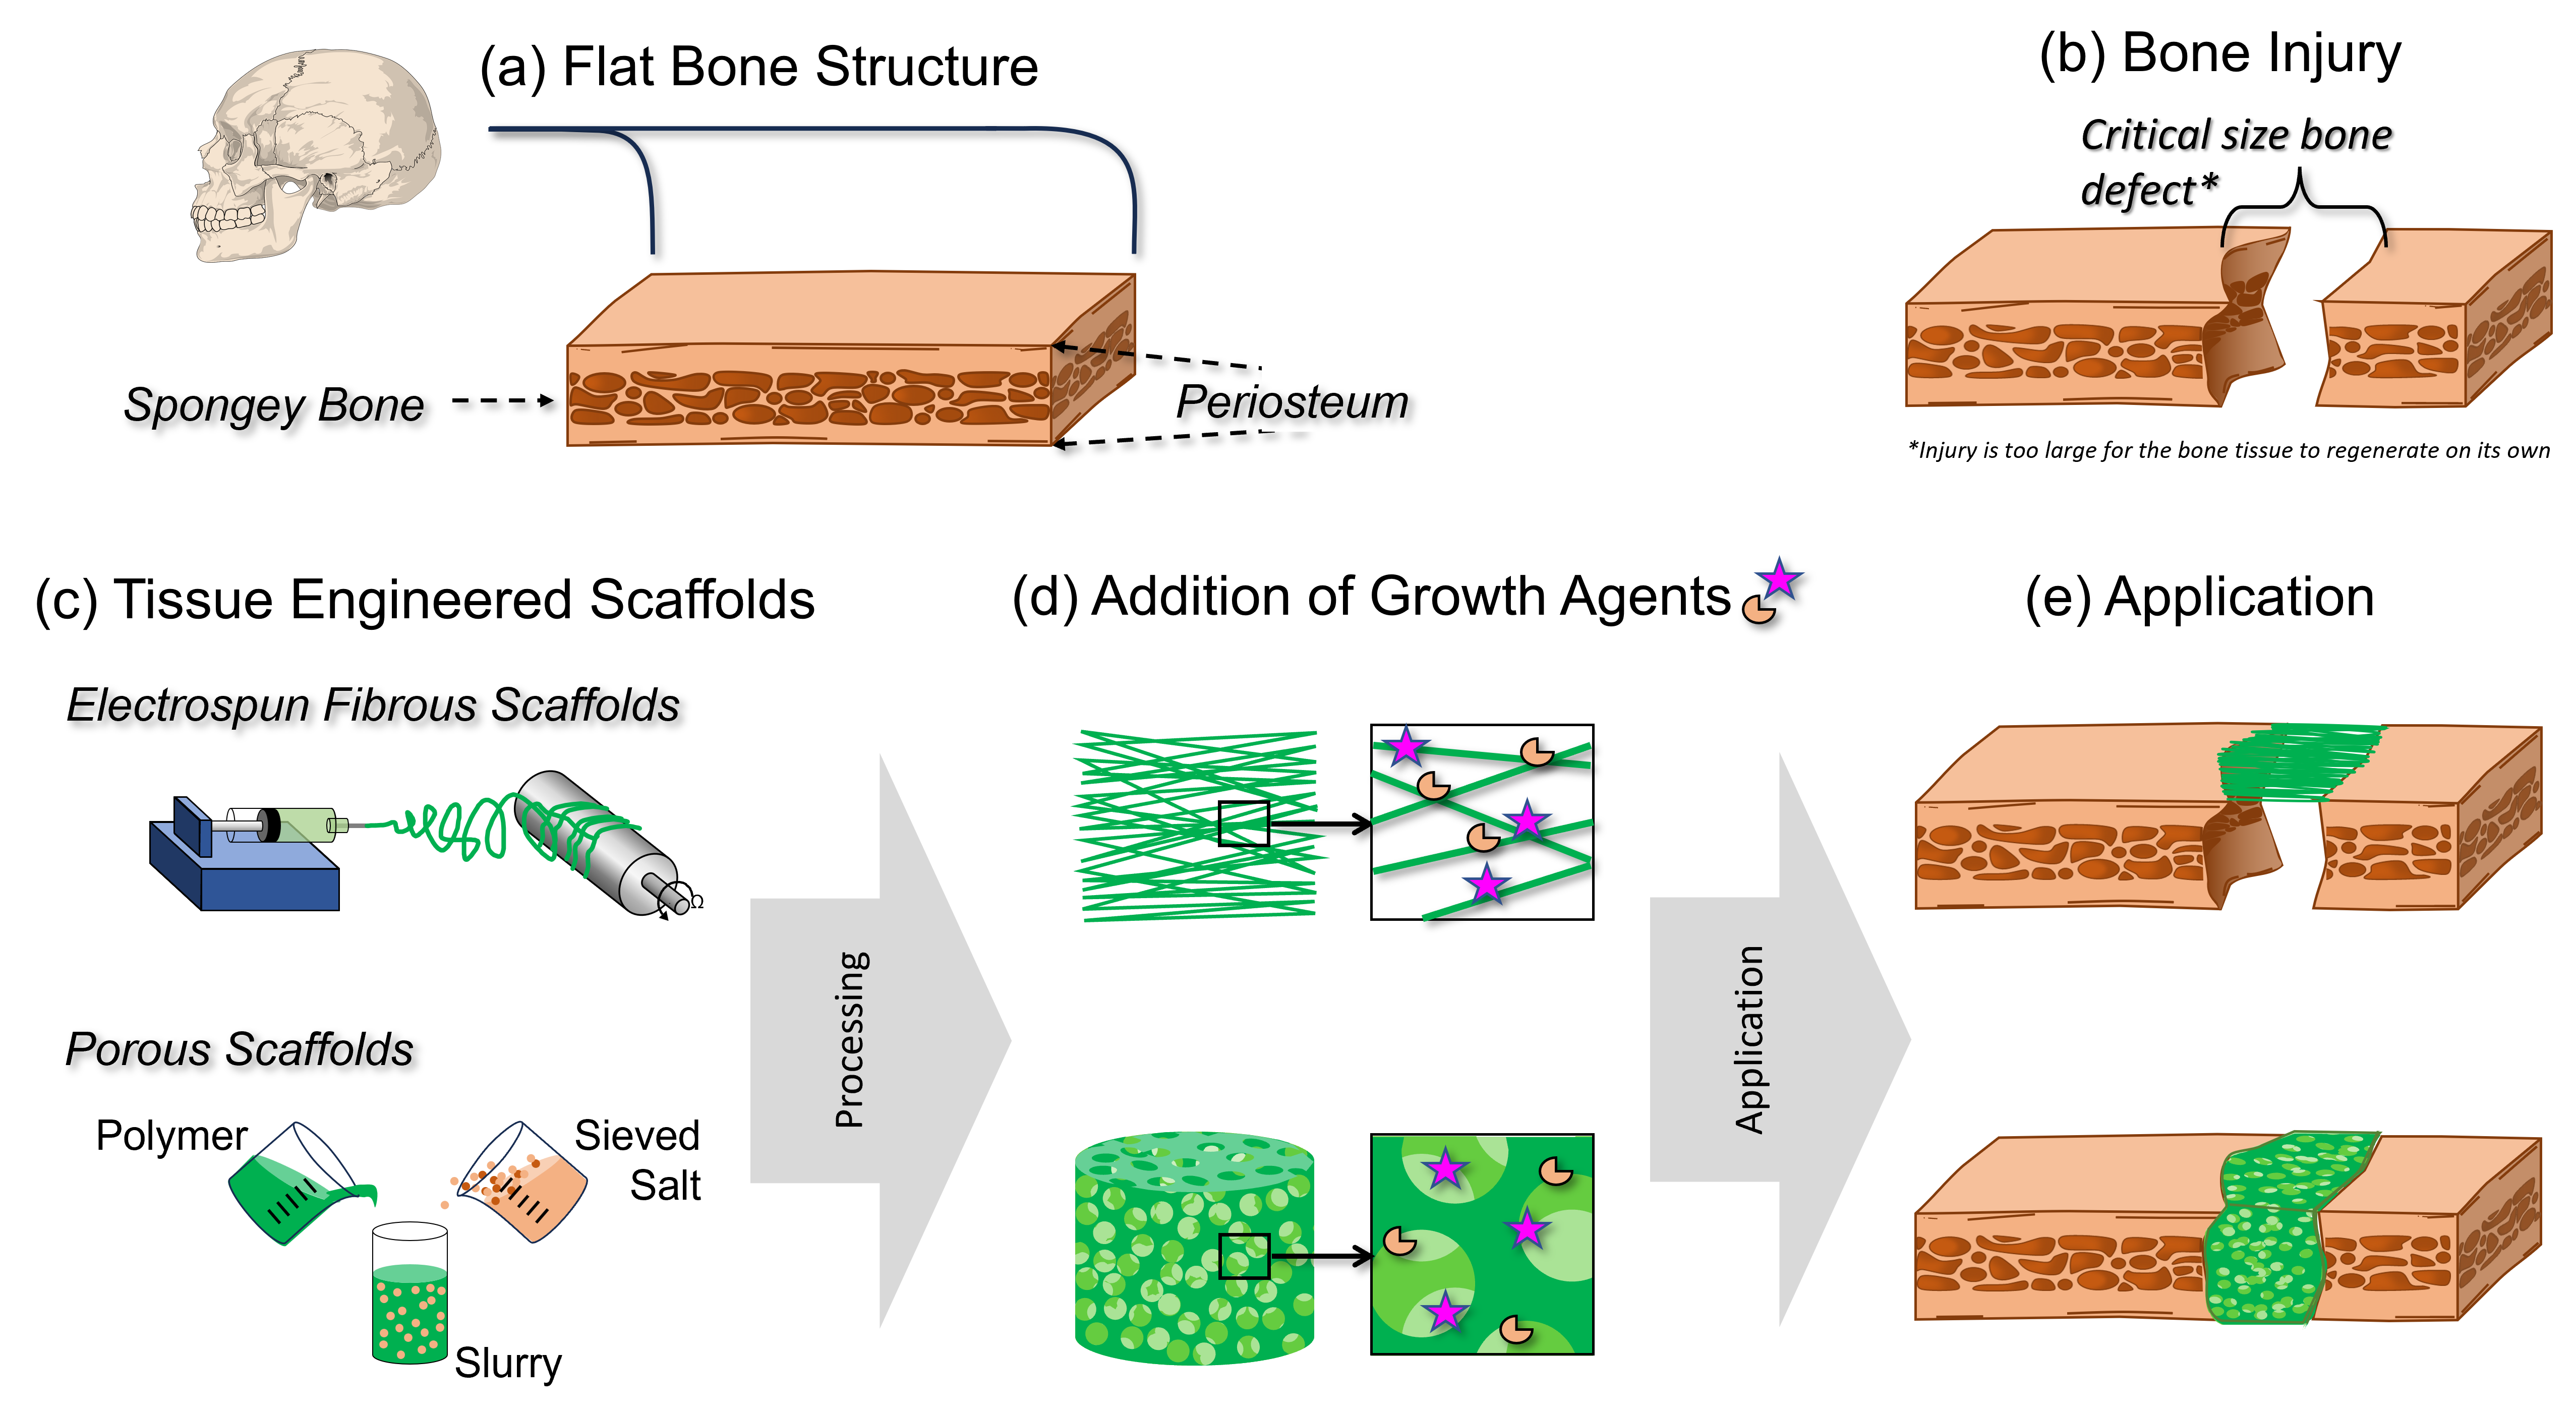 (a) Flat Bone Structure
Spongey Bone
Periosteum
(b) Bone Injury
Critical size bone
defect*
*Injury is too large for the bone tissue to regenerate on its own
(c) Tissue Engineered Scaffolds
Electrospun Fibrous Scaffolds
Ω
Porous Scaffolds
Polymer
Sieved
Salt
Slurry
Processing
(d) Addition of Growth Agents
Application
(e) Application